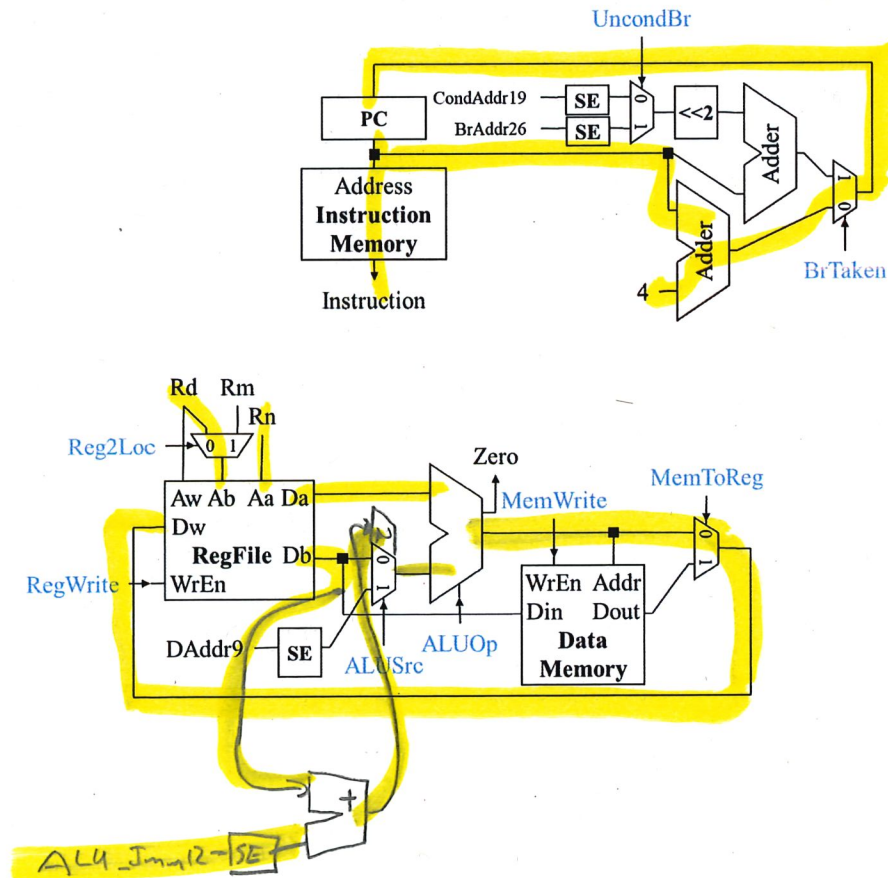 UncondBr
CondAddr19
SE
0
<<2
PC
BrAddr26
SE
1
Adder
1
0
Address
Instruction
Memory
Adder
BrTaken
4
Instruction
Rd
Rm
Rn
Reg2Loc
0 1
Zero
MemWrite
MemToReg
Aw Ab Aa Da
Dw
RegFile
Db
0
1
2
0
1
RegWrite
WrEn
WrEn Addr
Din Dout
Data
Memory
DAddr9
SE
ALUSrc
ALUOp
+
ALU_Imm12
SE